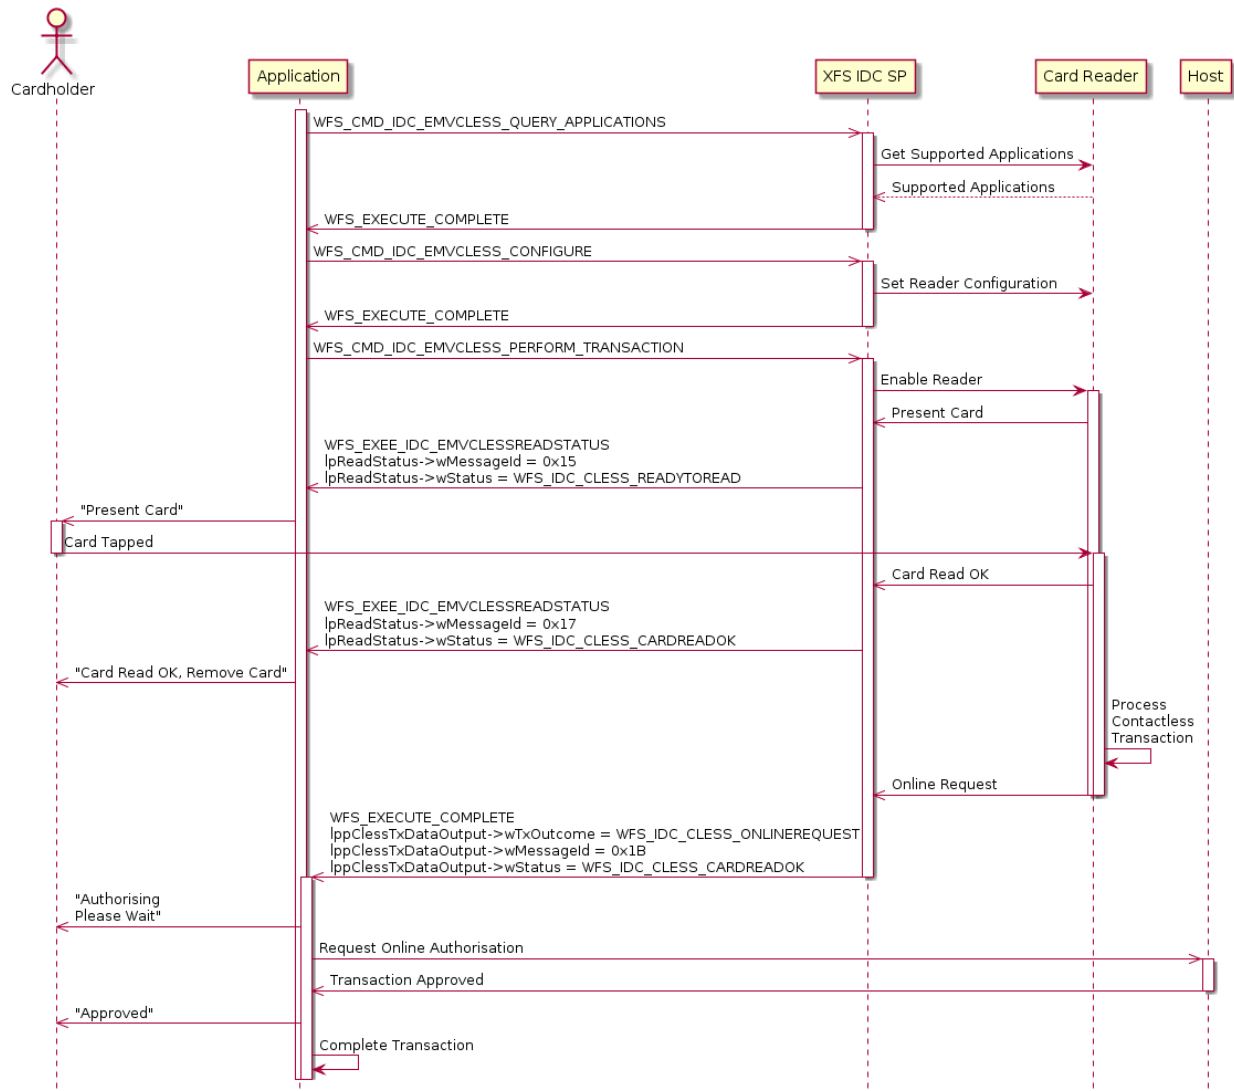 Cardholder
Application
XFS IDC SP
Card Reader
Host
WFS_CMD_IDC_EMVCLESS_QUERY_APPLICATIONS
Get Supported Applications
Supported Applications
WFS_EXECUTE_COMPLETE
WFS_CMD_IDC_EMVCLESS_CONFIGURE
Set Reader Configuration
WFS_EXECUTE_COMPLETE
WFS_CMD_IDC_EMVCLESS_PERFORM_TRANSACTION
Enable Reader
Present Card
WFS_EXEE_IDC_EMVCLESSREADSTATUS
lpReadStatus->wMessageId = 0x15
lpReadStatus->wStatus = WFS_IDC_CLESS_READYTOREAD
"Present Card"
Card Tapped
Card Read OK
WFS_EXEE_IDC_EMVCLESSREADSTATUS
lpReadStatus->wMessageId = 0x17
lpReadStatus->wStatus = WFS_IDC_CLESS_CARDREADOK
"Card Read OK, Remove Card"
Process
Contactless
Transaction
Online Request
WFS_EXECUTE_COMPLETE
lppClessTxDataOutput->wTxOutcome = WFS_IDC_CLESS_ONLINEREQUEST
lppClessTxDataOutput->wMessageId = 0x1B
lppClessTxDataOutput->wStatus = WFS_IDC_CLESS_CARDREADOK
"Authorising
Please Wait"
Request Online Authorisation
Transaction Approved
"Approved"
Complete Transaction